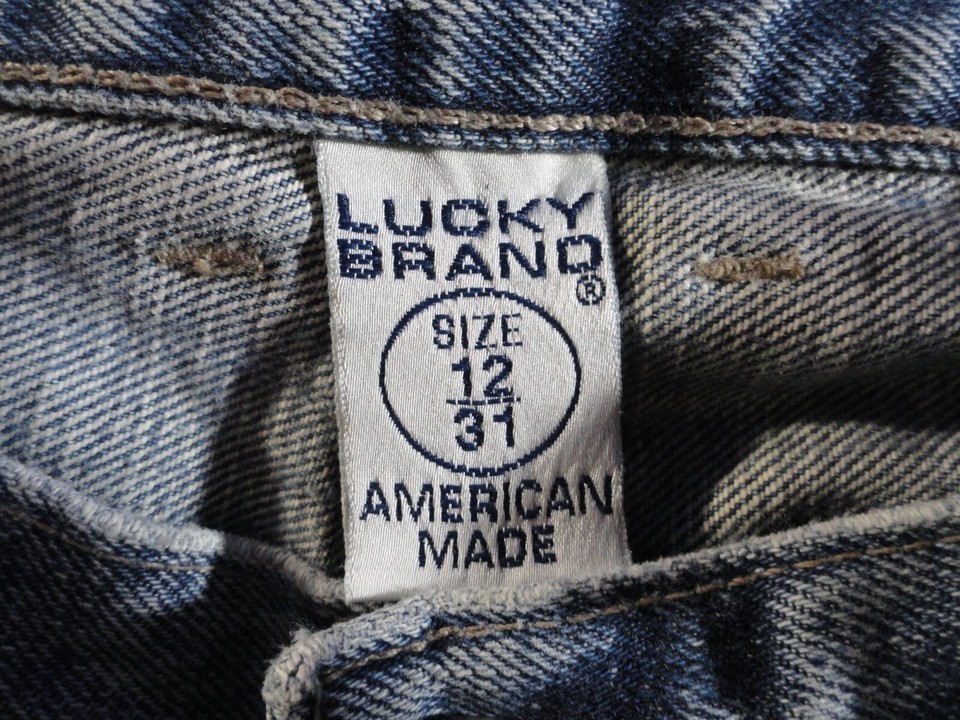 LUCKY
BRAND
®
SIZE
12
31
AMERICAN
MADE